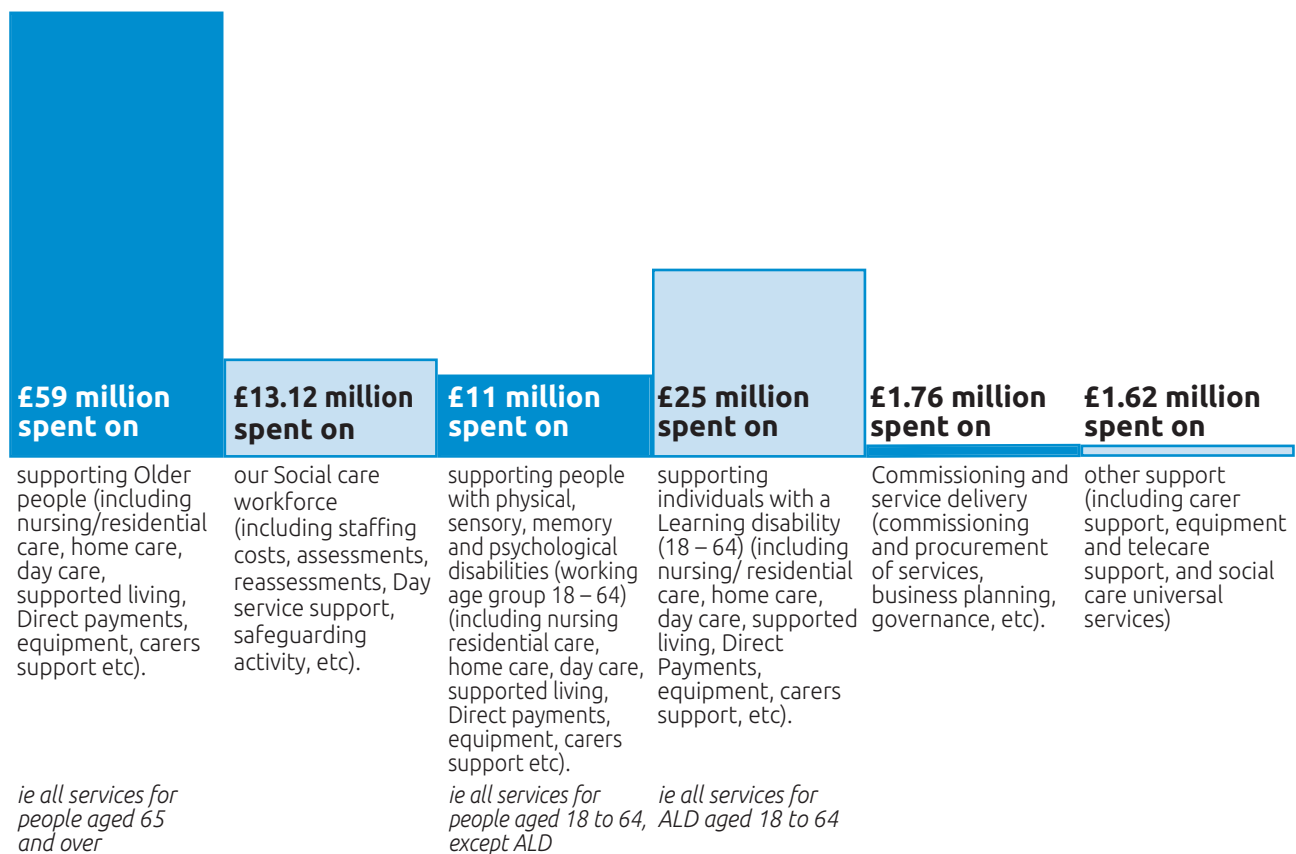 £59 million
spent on
supporting Older
people (including
nursing/residential
care, home care,
day care,
supported living,
Direct payments,
equipment, carers
support etc).
ie all services for
people aged 65
and over
£13.12 million
spent on
our Social care
workforce
(including staffing
costs, assessments,
reassessments, Day
service support,
safeguarding
activity, etc).
£11 million
spent on
supporting people
with physical,
sensory, memory
and psychological
disabilities (working
age group 18 – 64)
(including nursing
residential care,
home care, day care,
supported living,
Direct payments,
equipment, carers
support etc).
ie all services for
people aged 18 to 64,
except ALD
£25 million
spent on
supporting
individuals with a
Learning disability
(18 – 64) (including
nursing/ residential
care, home care,
day care, supported
living, Direct
Payments,
equipment, carers
support, etc).
ie all services for
ALD aged 18 to 64
£1.76 million
spent on
Commissioning and
service delivery
(commissioning
and procurement
of services,
business planning,
governance, etc).
£1.62 million
spent on
other support
(including carer
support, equipment
and telecare
support, and social
care universal
services)